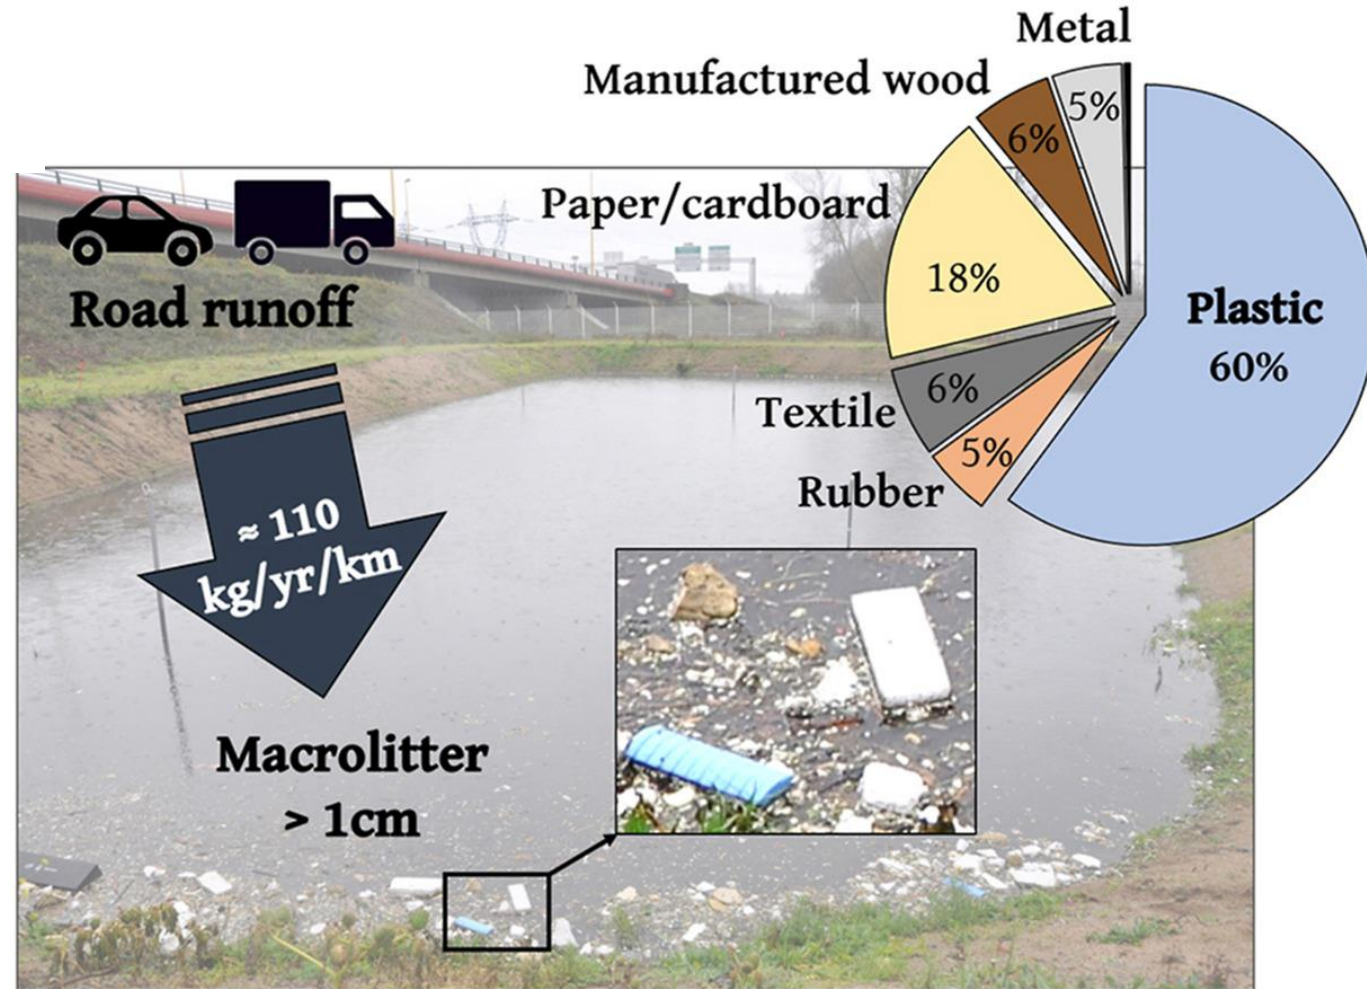 Metal
5%
Manufactured wood
6%
Paper/cardboard
18%
Plastic
60%
Textile
6%
Rubber
5%
Road runoff
≈ 110
kg/yr/km
Macrolitter
> 1cm